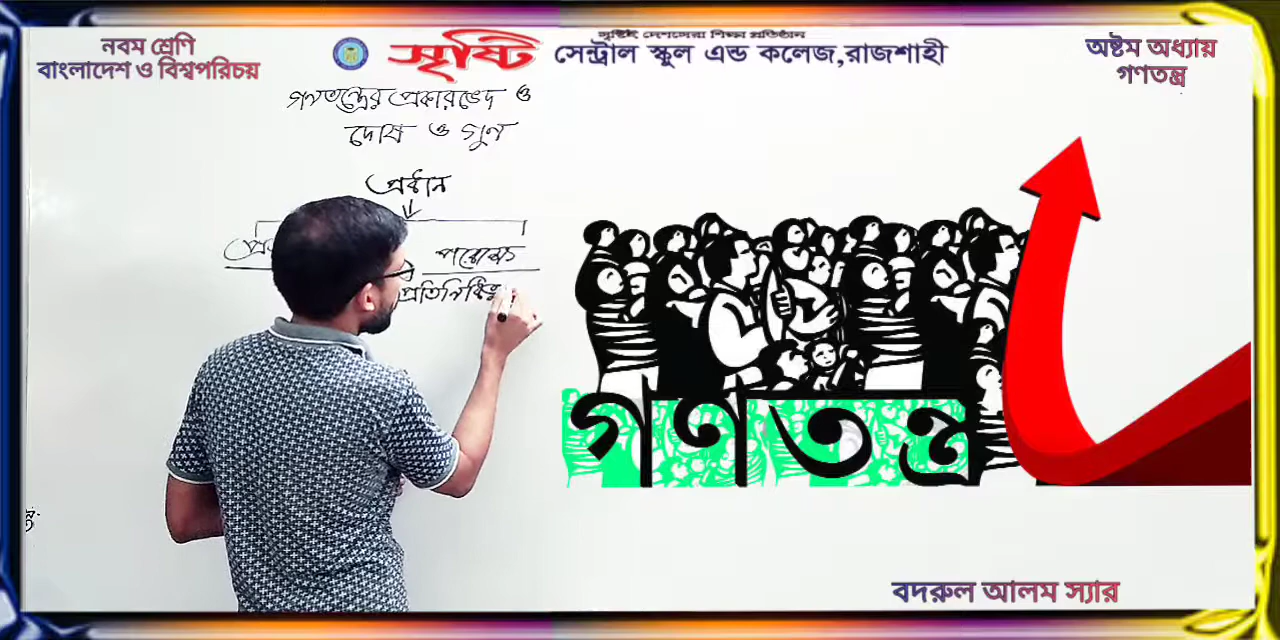 নবম শ্রেণি
বাংলাদেশ ও বিশ্বপরিচয়
সৃষ্টিই দেশসেরা শিক্ষা প্রতিষ্ঠান
সৃষ্টি সেন্ট্রাল স্কুল এন্ড কলেজ,রাজশাহী
অষ্টম অধ্যায়
গণতন্ত্র
গণতন্ত্রের প্রকারভেদ ও
দোষ ও গুণ
প্রধান
পরোক্ষ
গণতন্ত্র
বদরুল আলম স্যার